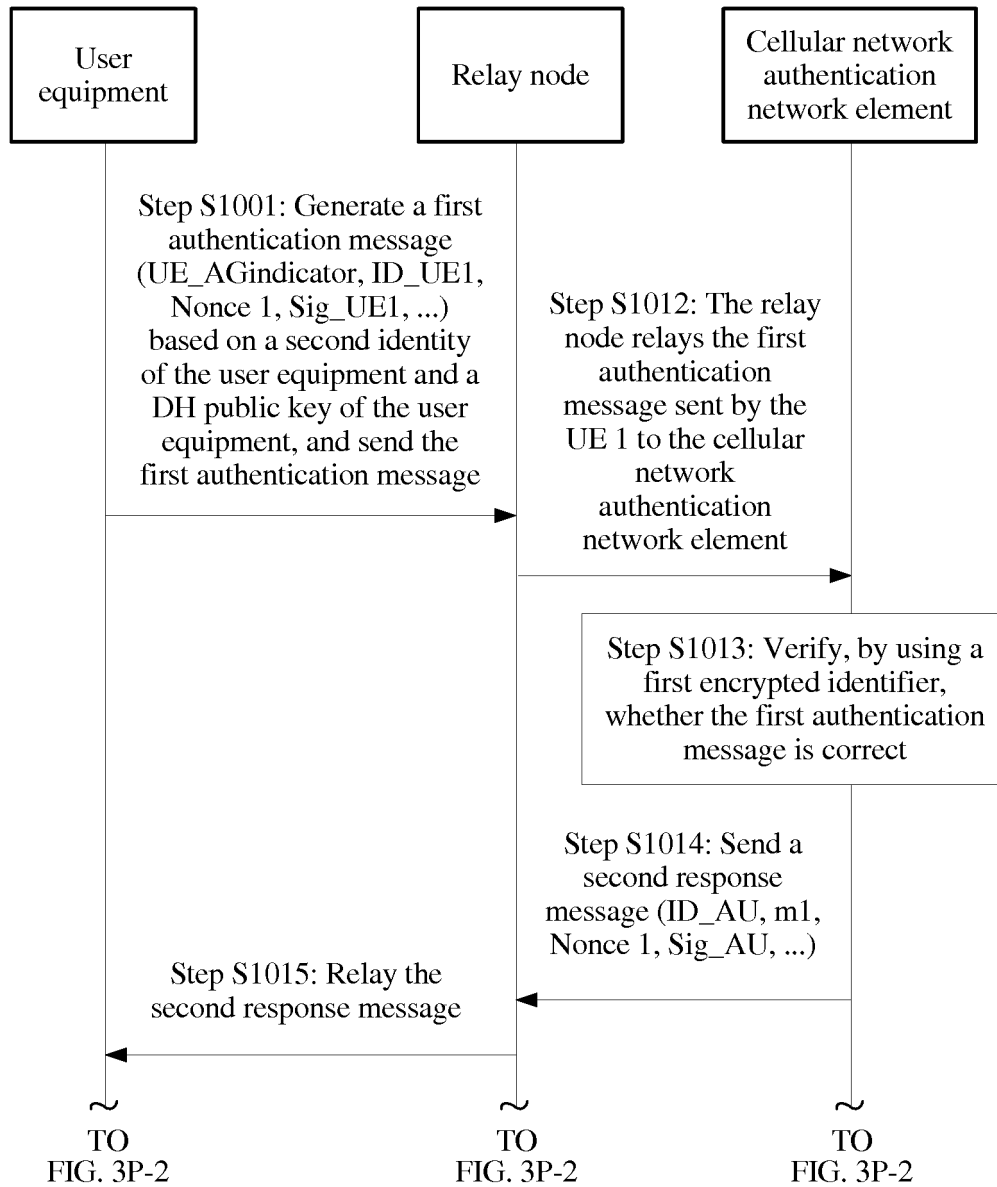 User
equipment
Relay node
Cellular network
authentication
network element
Step S1001: Generate a first
authentication message
(UE_AGindicator, ID_UE1,
Nonce 1, Sig_UE1, ...)
based on a second identity
of the user equipment and a
DH public key of the user
equipment, and send the
first authentication message
Step S1012: The relay
node relays the first
authentication
message sent by the
UE 1 to the cellular
network
authentication
network element
Step S1013: Verify, by using a
first encrypted identifier,
whether the first authentication
message is correct
Step S1014: Send a
second response
message (ID_AU, m1,
Nonce 1, Sig_AU, ...)
Step S1015: Relay the
second response message
TO
FIG. 3P-2
TO
FIG. 3P-2
TO
FIG. 3P-2